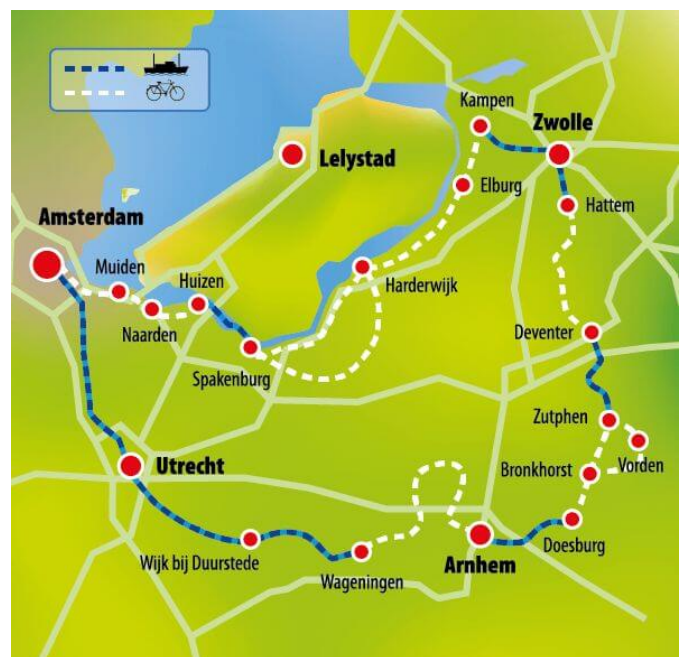 Kampen
Zwolle
Lelystad
Elburg
Hattem
Amsterdam
Muiden
Huizen
Harderwijk
Naarden
Deventer
Spakenburg
Zutphen
Utrecht
Bronkhorst
Vorden
Wijk bij Duurstede
Doesburg
Wageningen
Arnhem